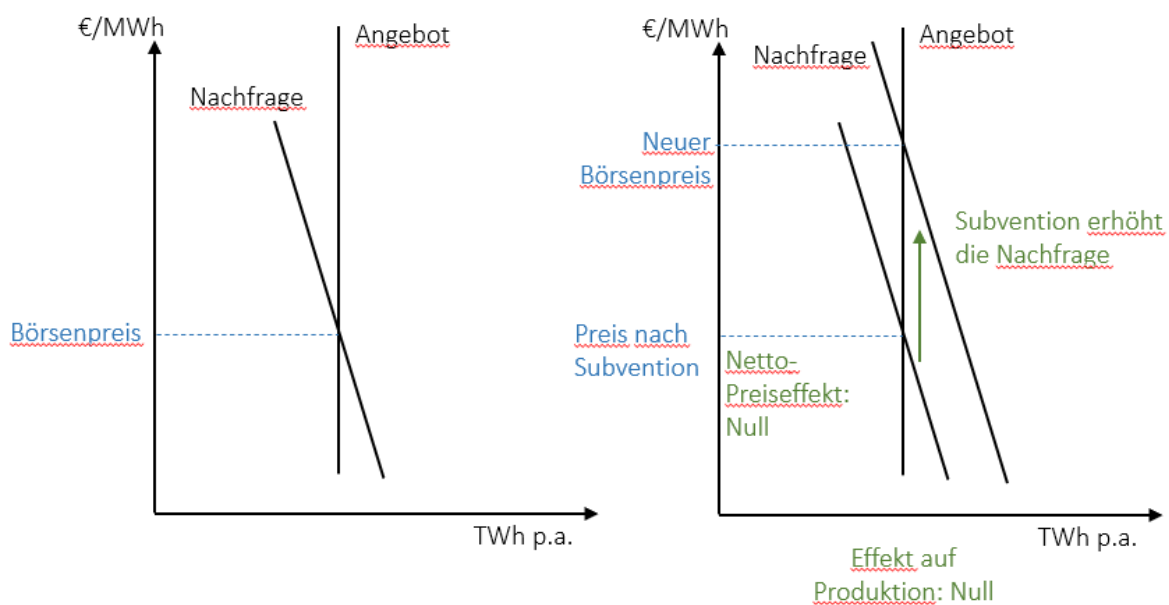 €/MWh
Angebot
Nachfrage
Börsenpreis
TWh p.a.
€/MWh
Angebot
Nachfrage
Neuer
Börsenpreis
Subvention erhöht
die Nachfrage
Preis nach
Subvention
Netto-
Preiseffekt:
Null
TWh p.a.
Effekt auf
Produktion: Null